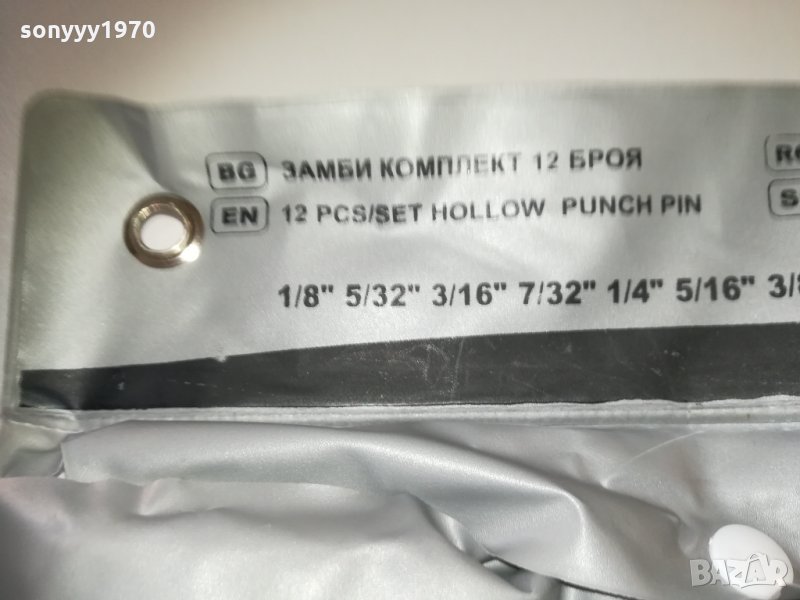 sonyyy1970
BG ЗАМБИ КОМПЛЕКТ 12 БРОЯ
EN 12 PCS/SET HOLLOW PUNCH PIN
1/8" 5/32" 3/16" 7/32" 1/4" 5/16"
BAZAR